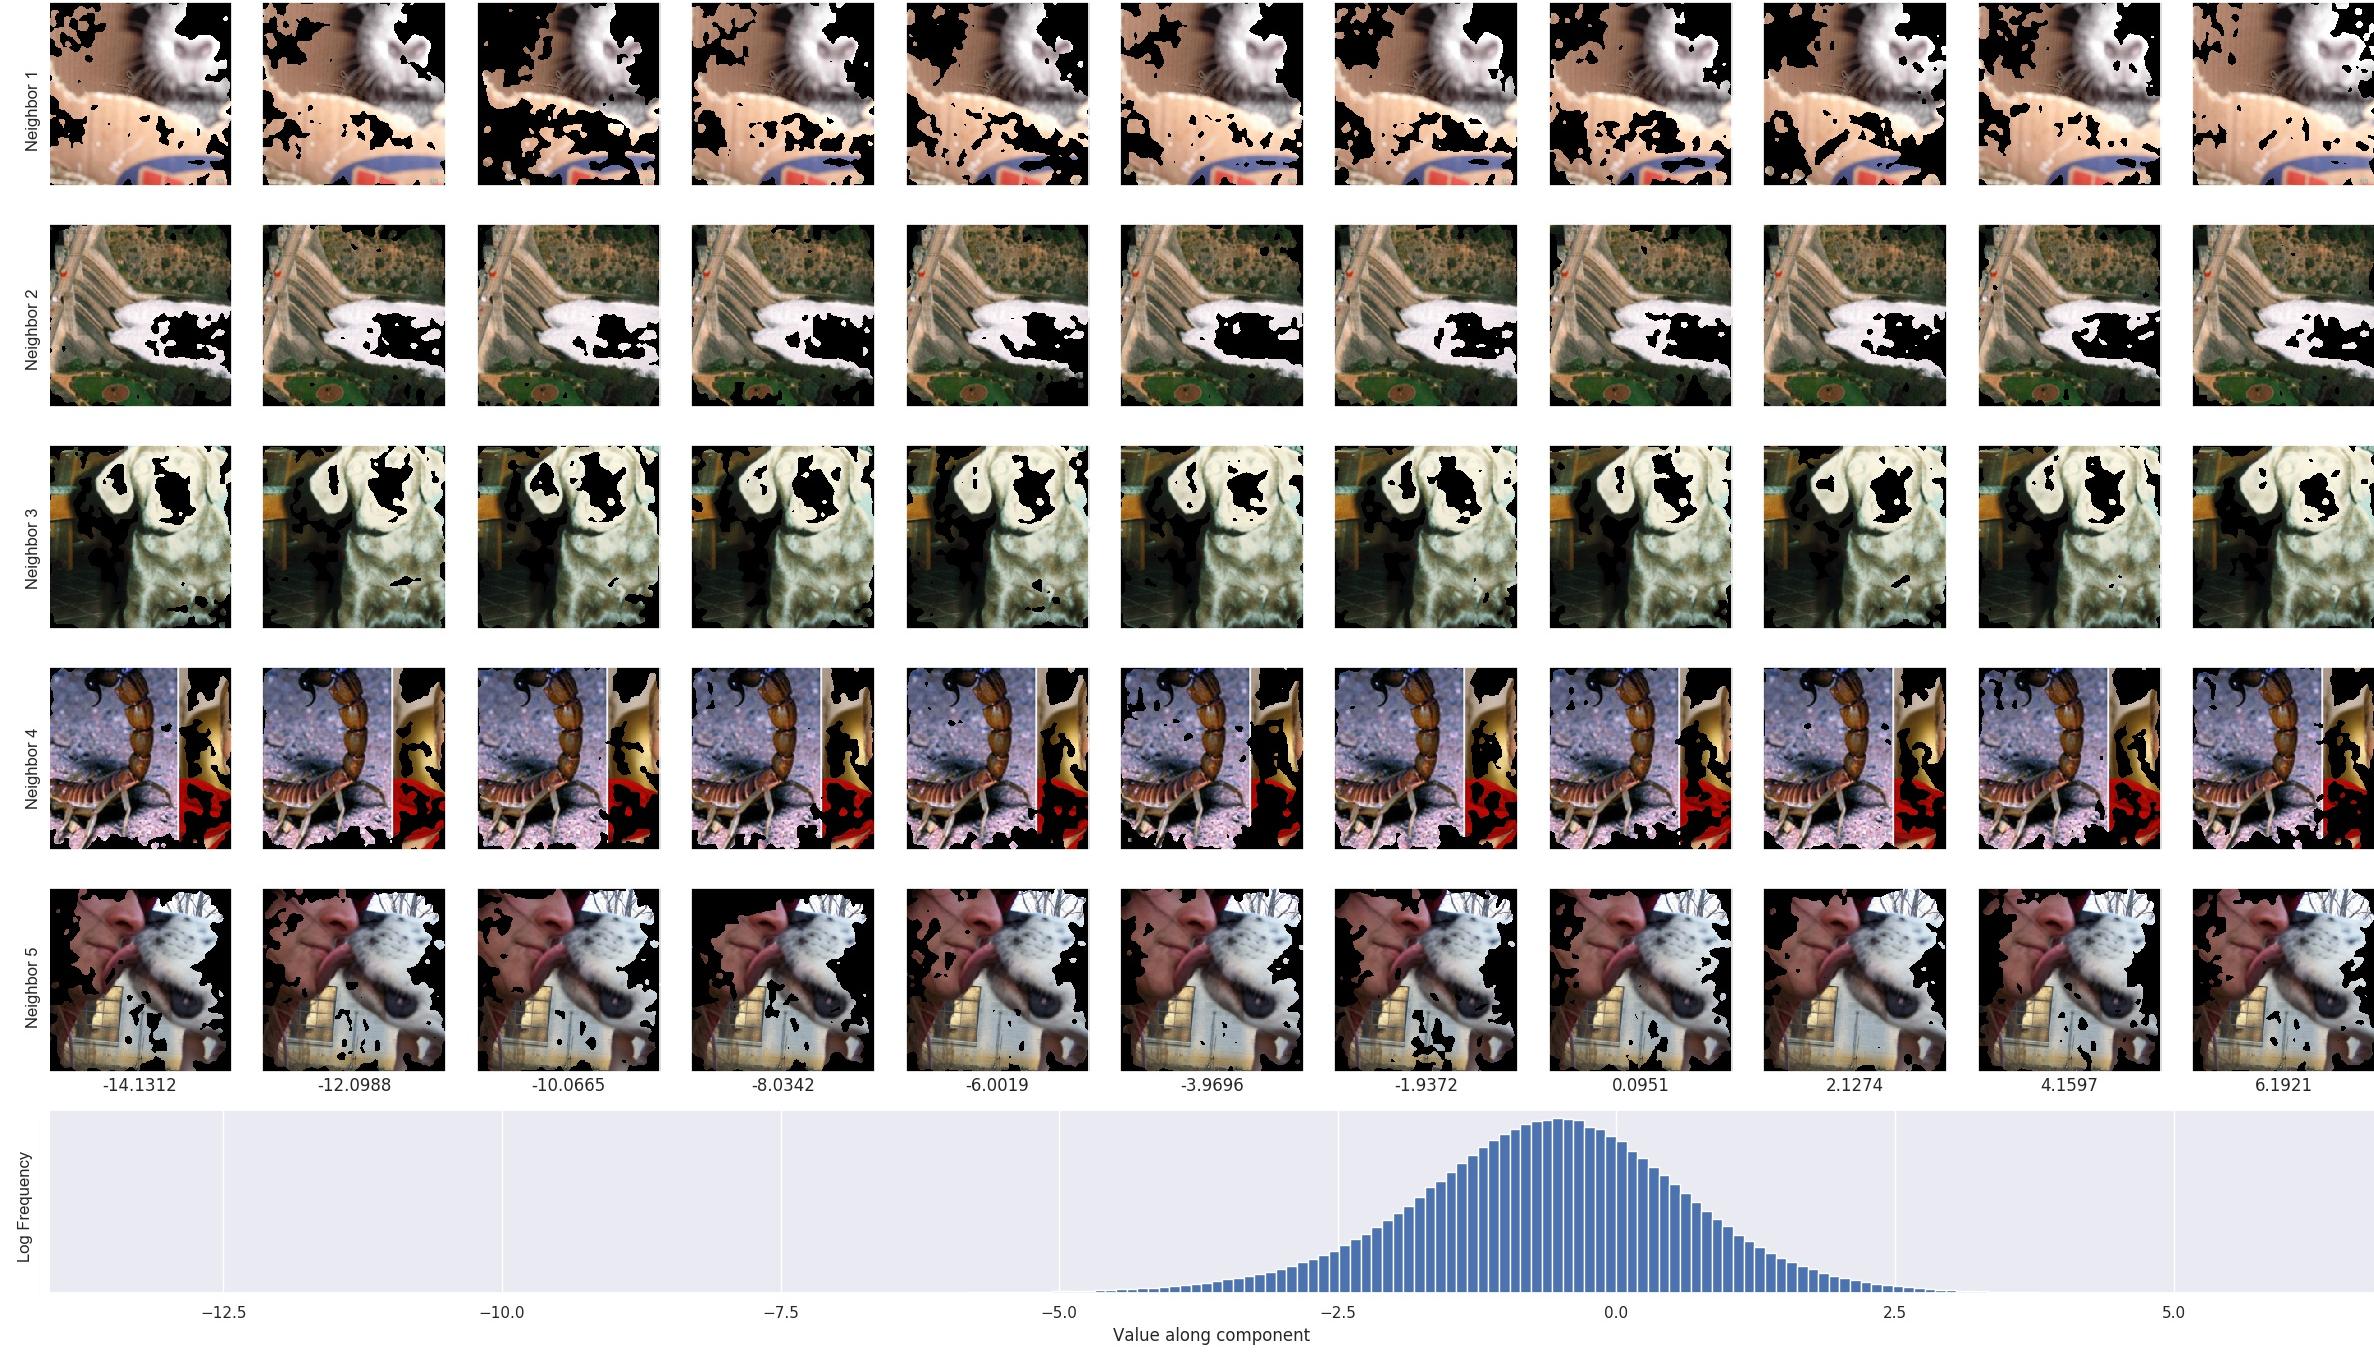 Neighbor 1
Neighbor 2
Neighbor 3
Neighbor 4
Neighbor 5
-14.1312 -12.0988 -10.0665 -8.0342 -6.0019 -3.9696 -1.9372 0.0951 2.1274 4.1597 6.1921
Log Frequency
−12.5 −10.0 −7.5 −5.0 −2.5 0.0 2.5 5.0
Value along component